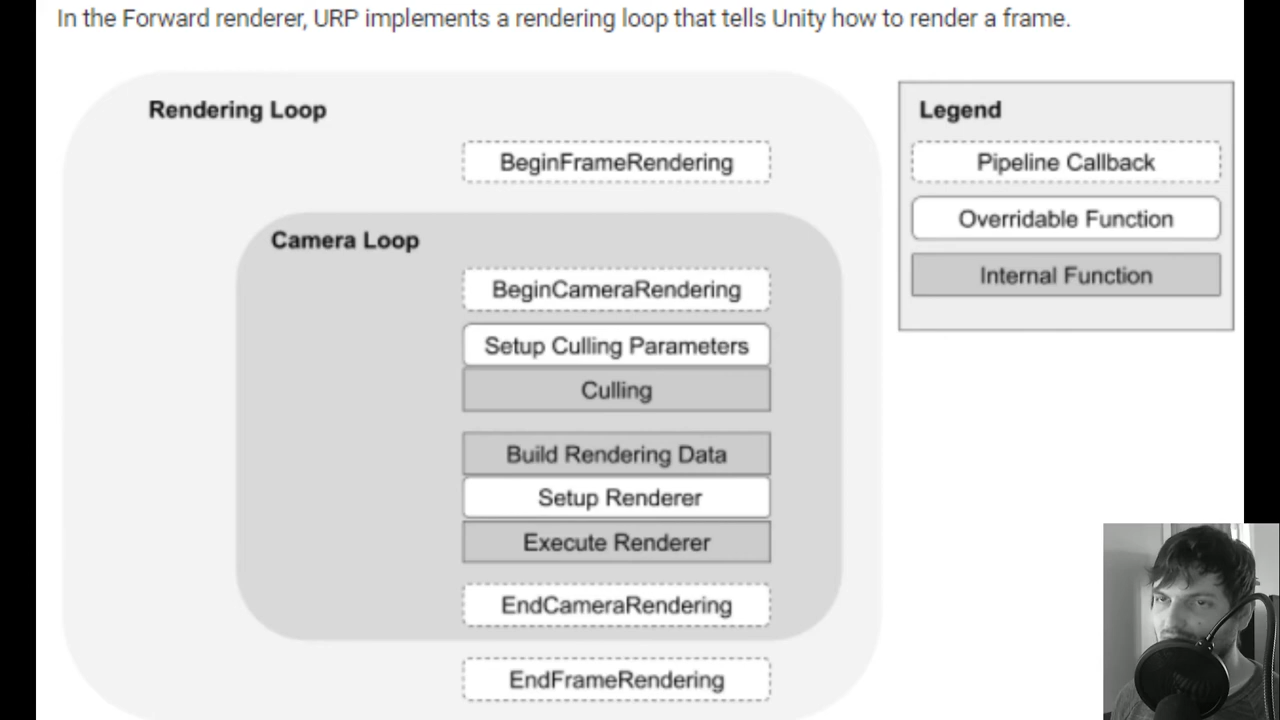 In the Forward renderer, URP implements a rendering loop that tells Unity how to render a frame.
Rendering Loop
BeginFrameRendering
Camera Loop
BeginCameraRendering
Setup Culling Parameters
Culling
Build Rendering Data
Setup Renderer
Execute Renderer
EndCameraRendering
EndFrameRendering
Legend
Pipeline Callback
Overridable Function
Internal Function